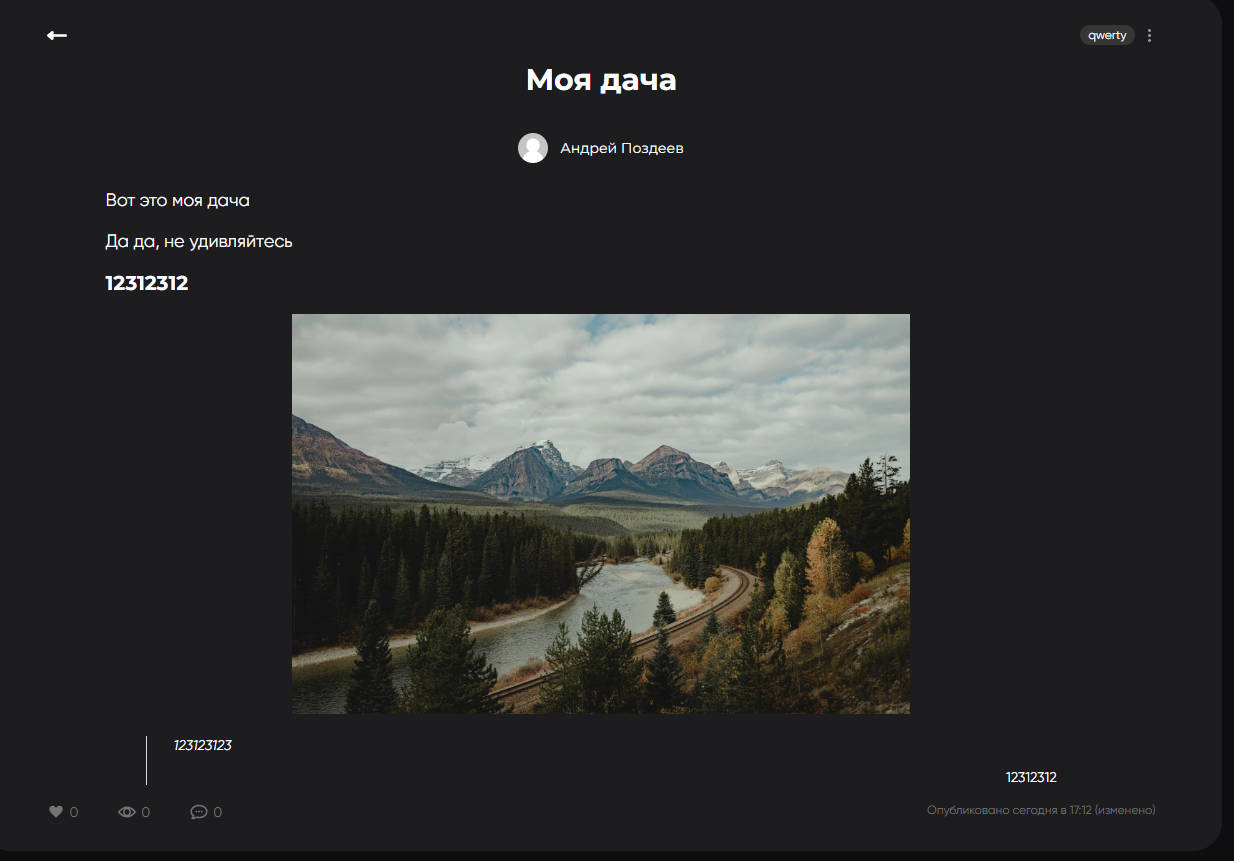 qwerty
Моя дача
Андрей Поздеев
Вот это моя дача
Да да, не удивляйтесь
12312312
123123123
12312312
0
0
0
Опубликовано сегодня в 17:12 (изменено)